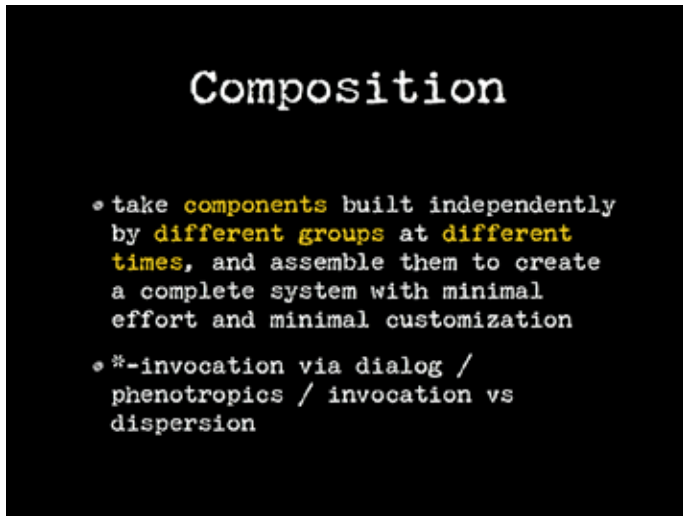 Composition
take components built independently
by different groups at different
times, and assemble them to create
a complete system with minimal
effort and minimal customization
*-invocation via dialog /
phenotropics / invocation vs
dispersion